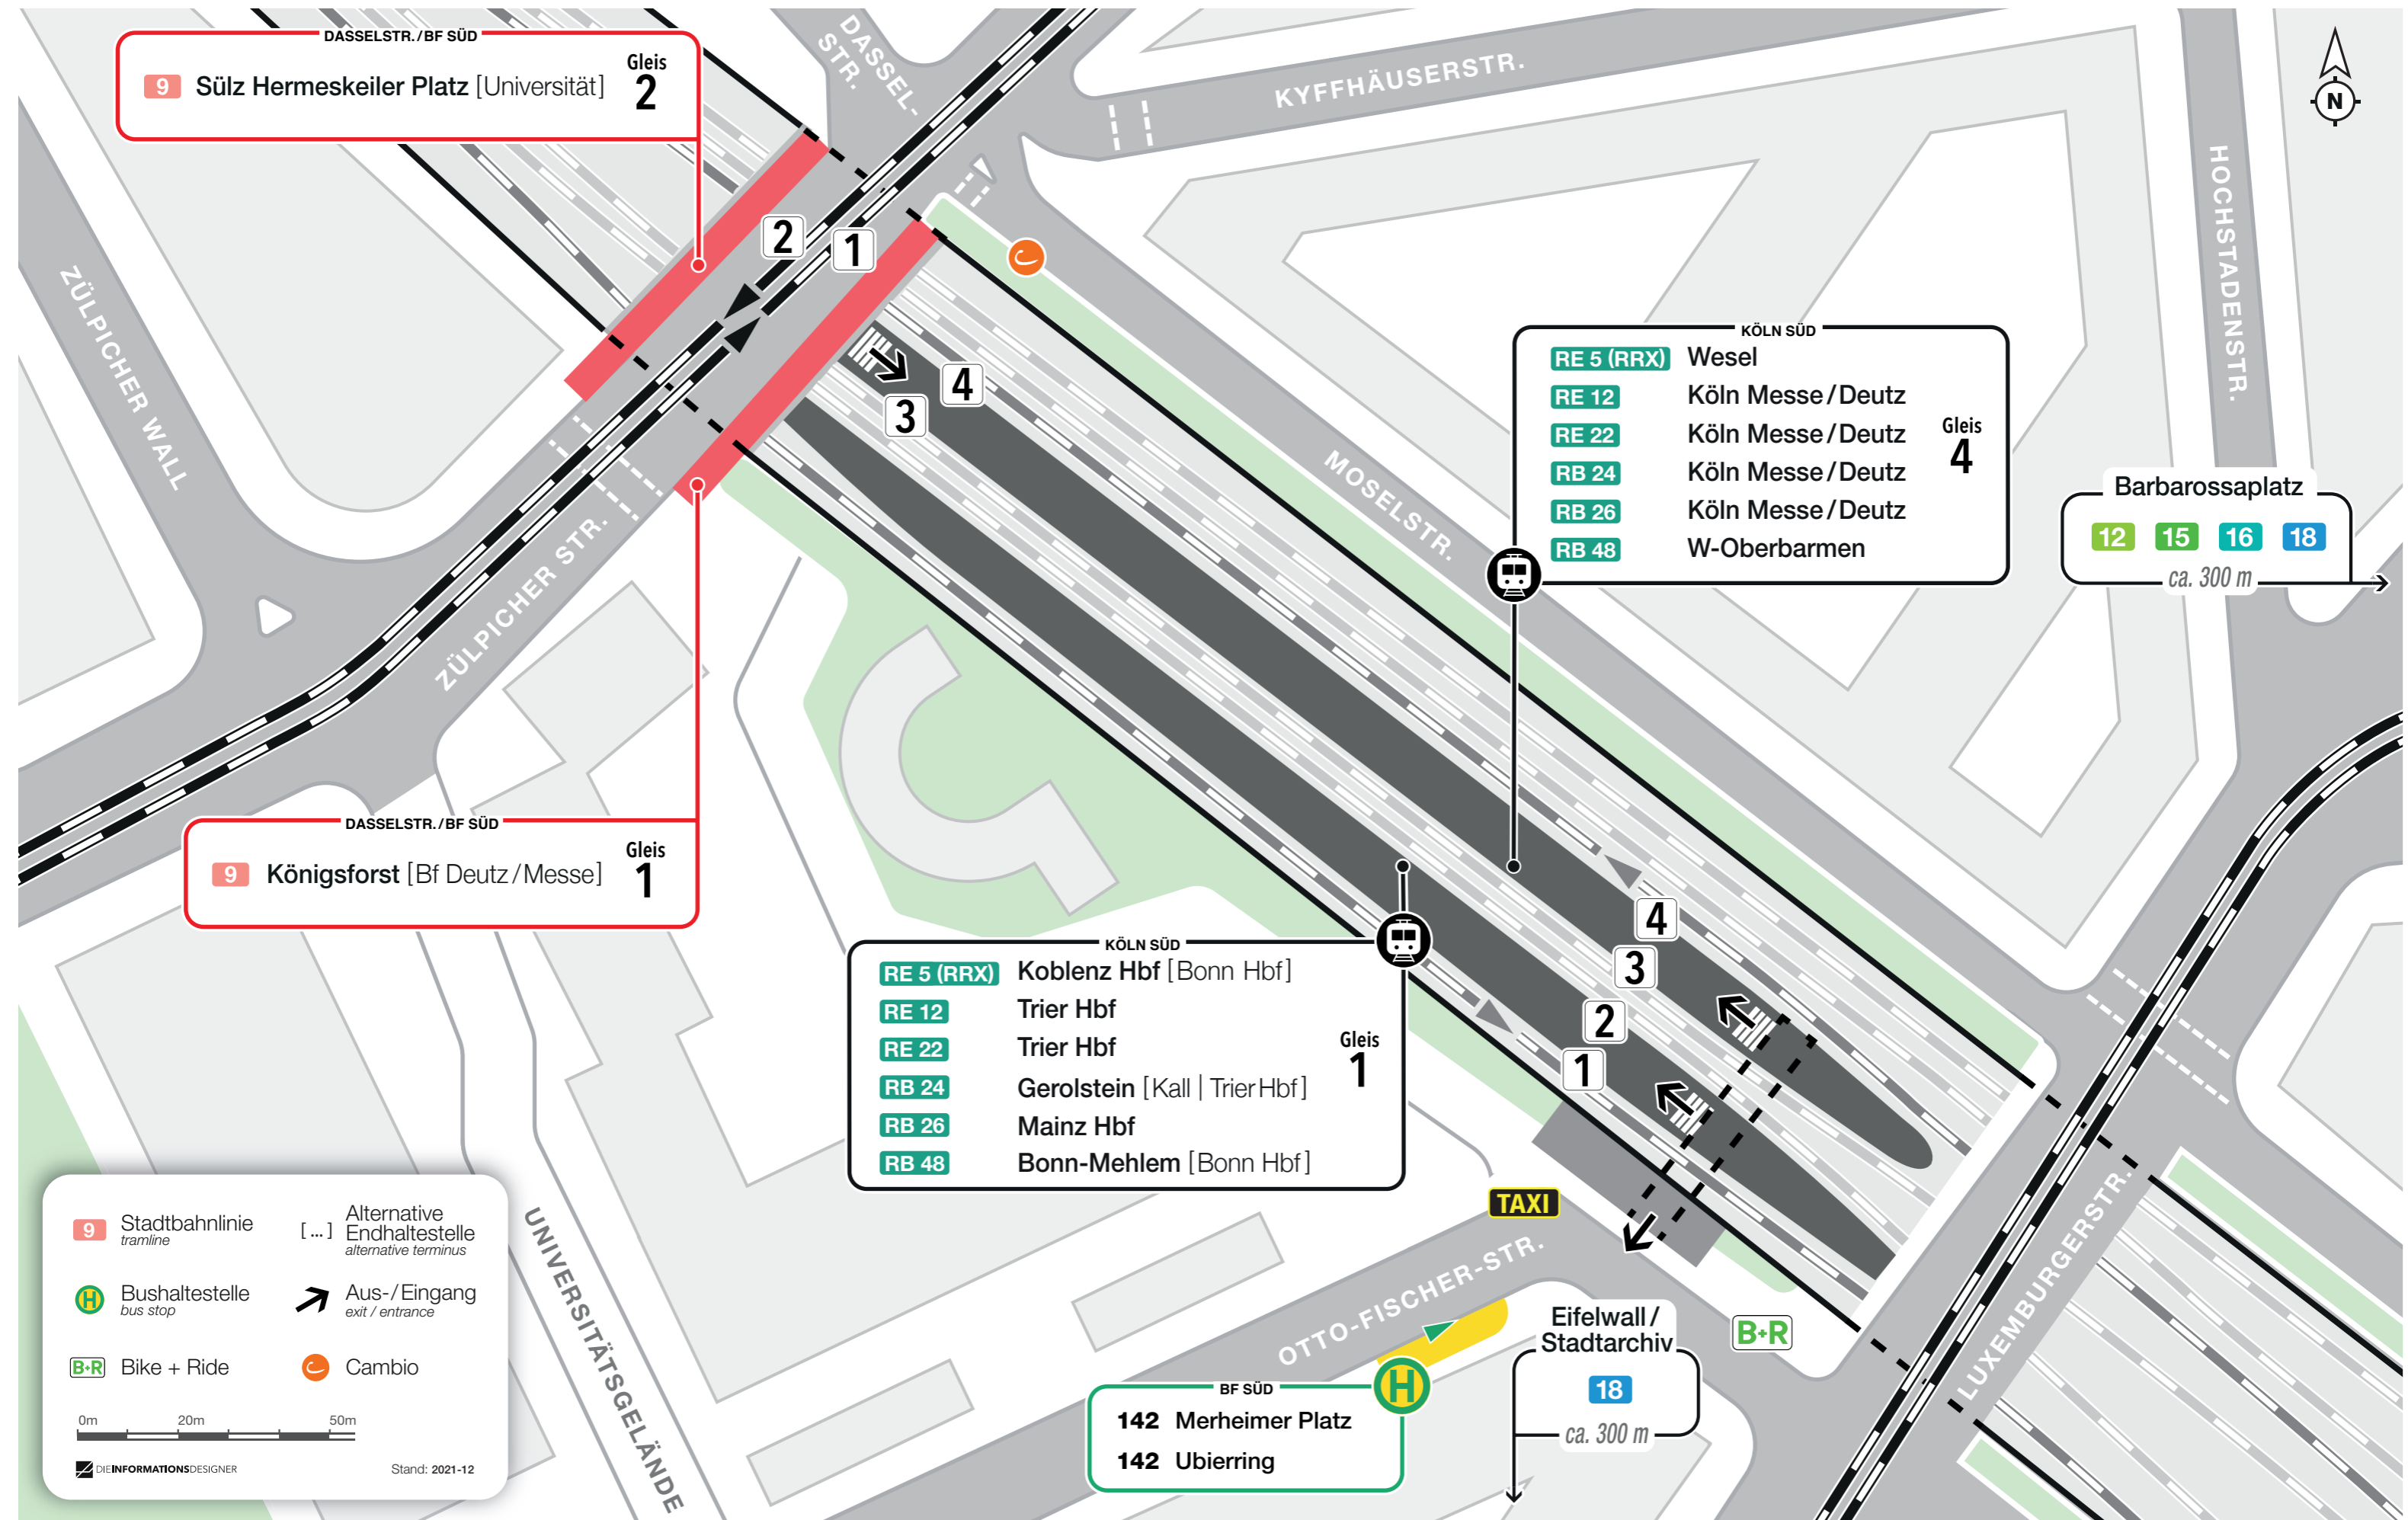 DASSELSTR./BF SÜD
9 Sülz Hermeskeiler Platz [Universität]
Gleis
2
DASSEL-
STR.
KYFFHÄUSERSTR.
N
HOCHSTADENSTR.
ZÜLPICHER WALL
2
1
4
3
MOSELSTR.
KÖLN SÜD
RE 5 (RRX) Wesel
RE 12 Köln Messe/Deutz
RE 22 Köln Messe/Deutz
RB 24 Köln Messe/Deutz
RB 26 Köln Messe/Deutz
RB 48 W-Oberbarmen
Gleis
4
Barbarossaplatz
12 15 16 18
ca. 300 m
ZÜLPICHER STR.
DASSELSTR./BF SÜD
9 Königsforst [Bf Deutz/Messe]
Gleis
1
4
3
2
1
KÖLN SÜD
RE 5 (RRX) Koblenz Hbf [Bonn Hbf]
RE 12 Trier Hbf
RE 22 Trier Hbf
RB 24 Gerolstein [Kall | Trier Hbf]
RB 26 Mainz Hbf
RB 48 Bonn-Mehlem [Bonn Hbf]
Gleis
1
TAXI
OTTO-FISCHER-STR.
LUXEMBURGERSTR.
UNIVERSITÄTSGELÄNDE
B+R
Eifelwall/
Stadtarchiv
18
ca. 300 m
H
BF SÜD
142 Merheimer Platz
142 Ubierring
9 Stadtbahnlinie
tramline
[...] Alternative
Endhaltestelle
alternative terminus
H Bushaltestelle
bus stop
Aus-/Eingang
exit / entrance
B+R Bike + Ride
Cambio
0m 20m 50m
DIEINFORMATIONSDESIGNER
Stand: 2021-12